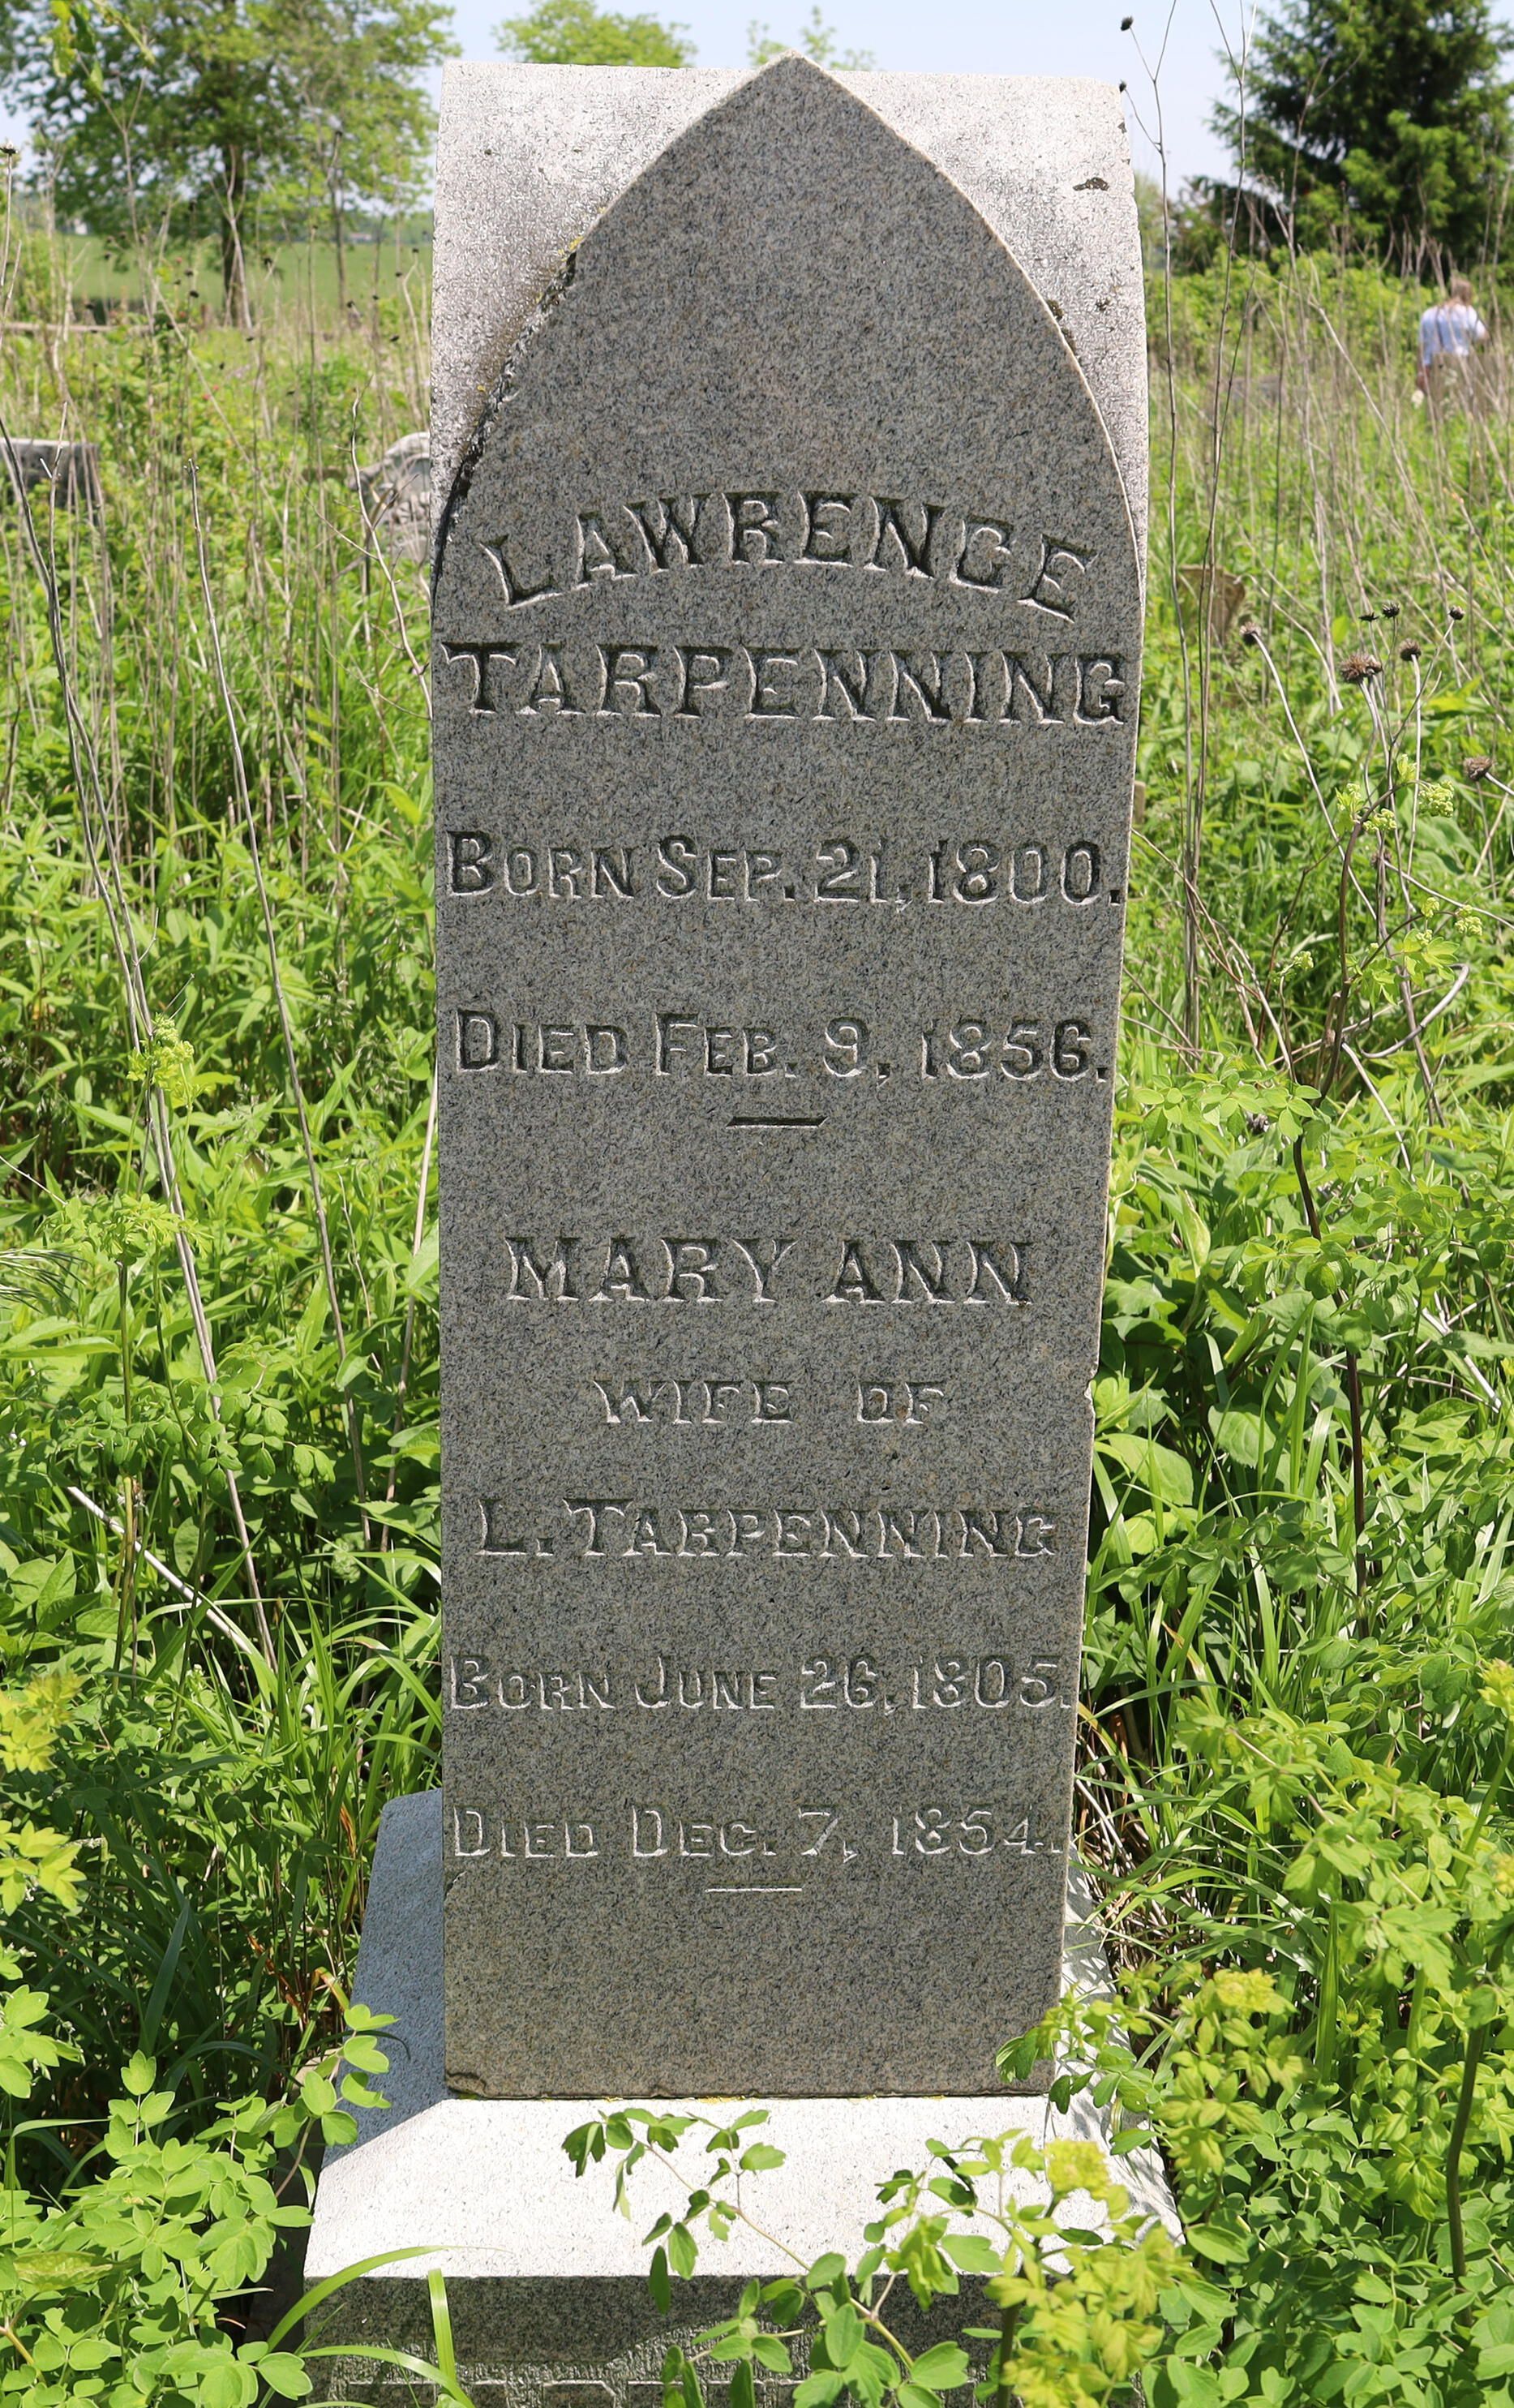 LAWRENCE
TARPENNING
BORN SEP. 21, 1800.
DIED FEB. 9, 1856.
MARY ANN
WIFE OF
L. TARPENNING
BORN JUNE 26, 1805.
DIED DEC. 7, 1854.